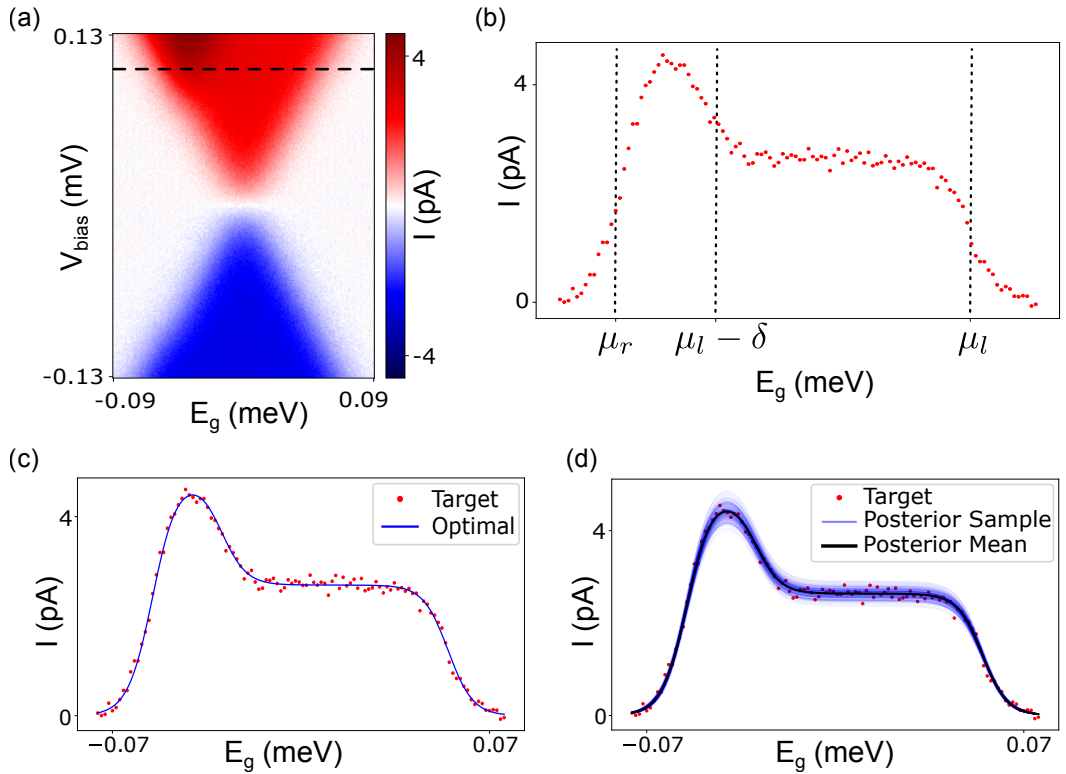 (a)
0.13
V_bias (mV)
-0.13
-0.09
0.09
E_g (meV)
4
I (pA)
-4
(b)
4
I (pA)
0
μ_r
μ_l − δ
μ_l
E_g (meV)
(c)
Target
Optimal
4
I (pA)
0
−0.07
0.07
E_g (meV)
(d)
Target
Posterior Sample
Posterior Mean
4
I (pA)
0
−0.07
0.07
E_g (meV)